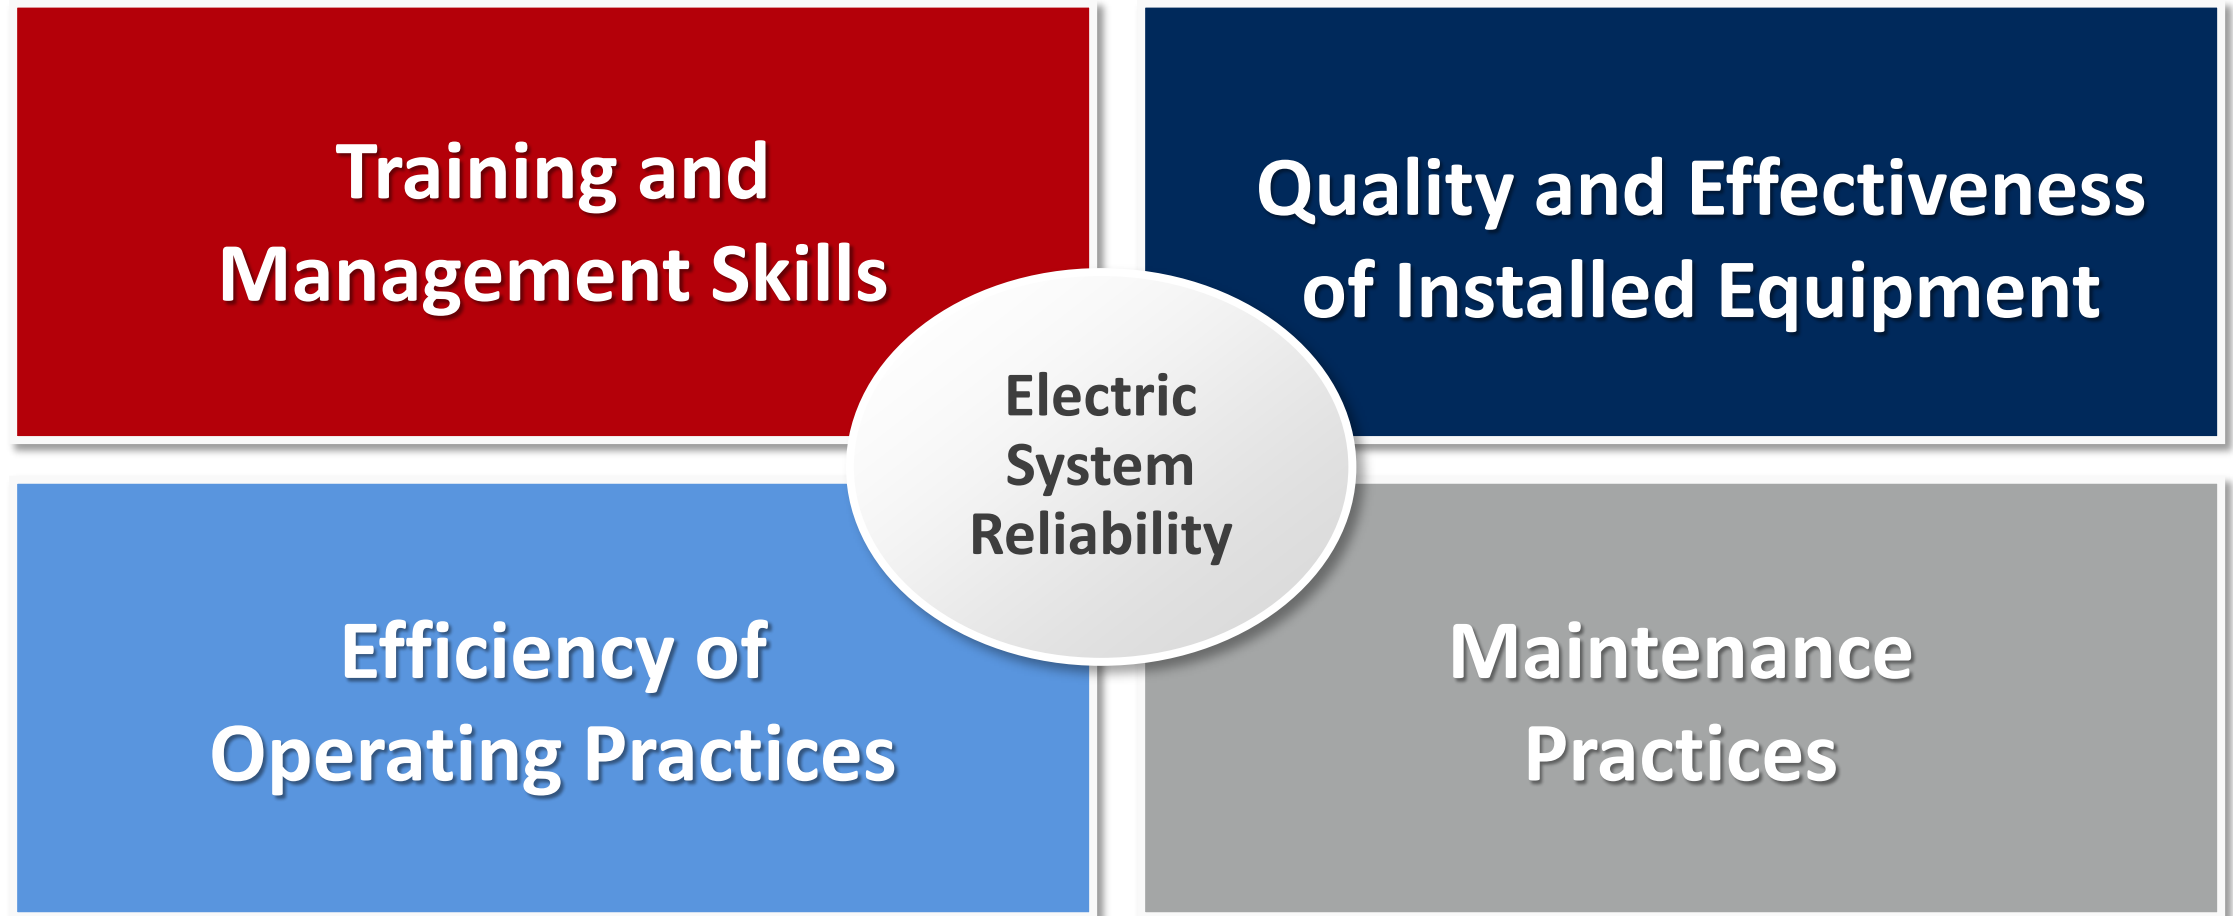 Training and
Management Skills
Quality and Effectiveness
of Installed Equipment
Electric
System
Reliability
Efficiency of
Operating Practices
Maintenance
Practices